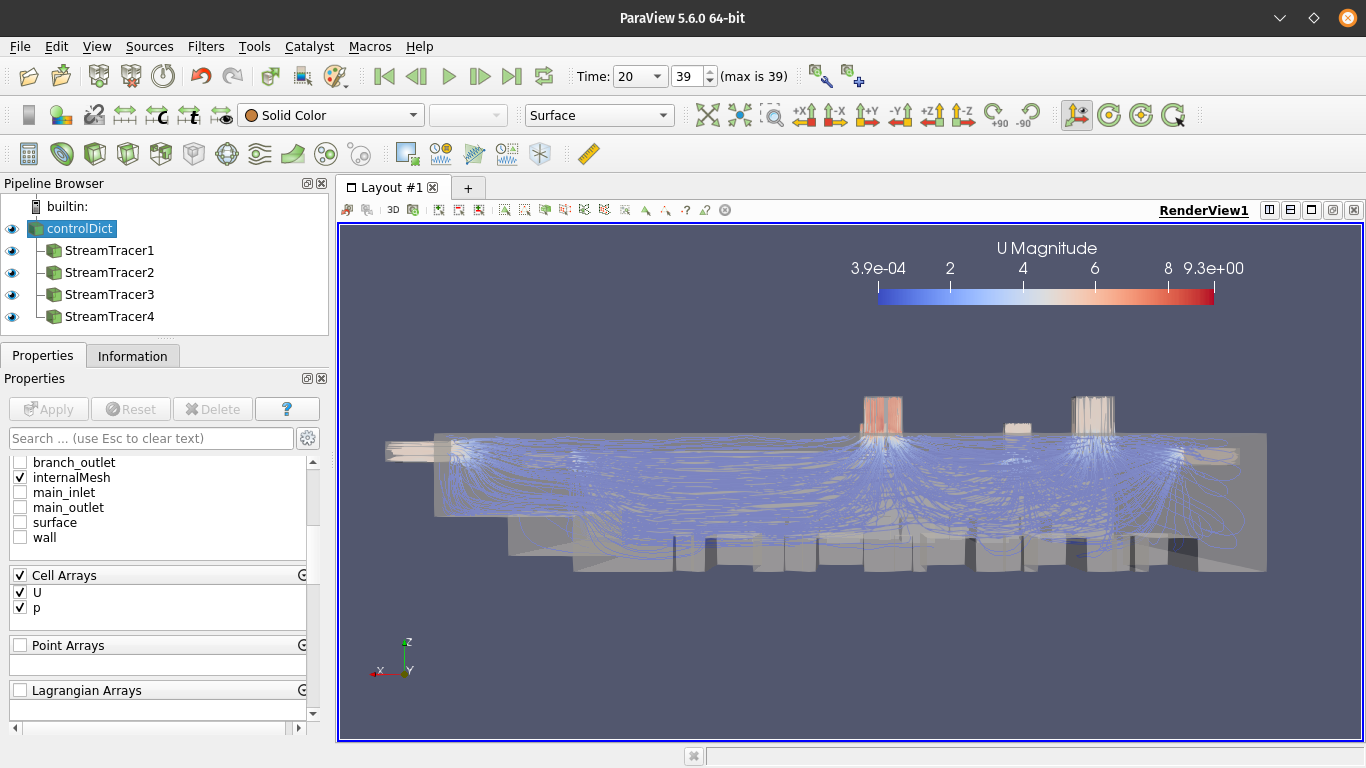 ParaView 5.6.0 64-bit
File Edit View Sources Filters Tools Catalyst Macros Help
Time: 20 39 (max is 39)
Solid Color Surface +X -X +Y -Y +Z -Z +90 -90
Pipeline Browser
builtin:
controlDict
StreamTracer1
StreamTracer2
StreamTracer3
StreamTracer4
Properties Information
Properties
Apply Reset Delete ?
Search ... (use Esc to clear text)
branch_outlet
internalMesh
main_inlet
main_outlet
surface
wall
Cell Arrays
U
p
Point Arrays
Lagrangian Arrays
Layout #1 +
3D RenderView1
U Magnitude
3.9e-04 2 4 6 8 9.3e+00
Z
X Y